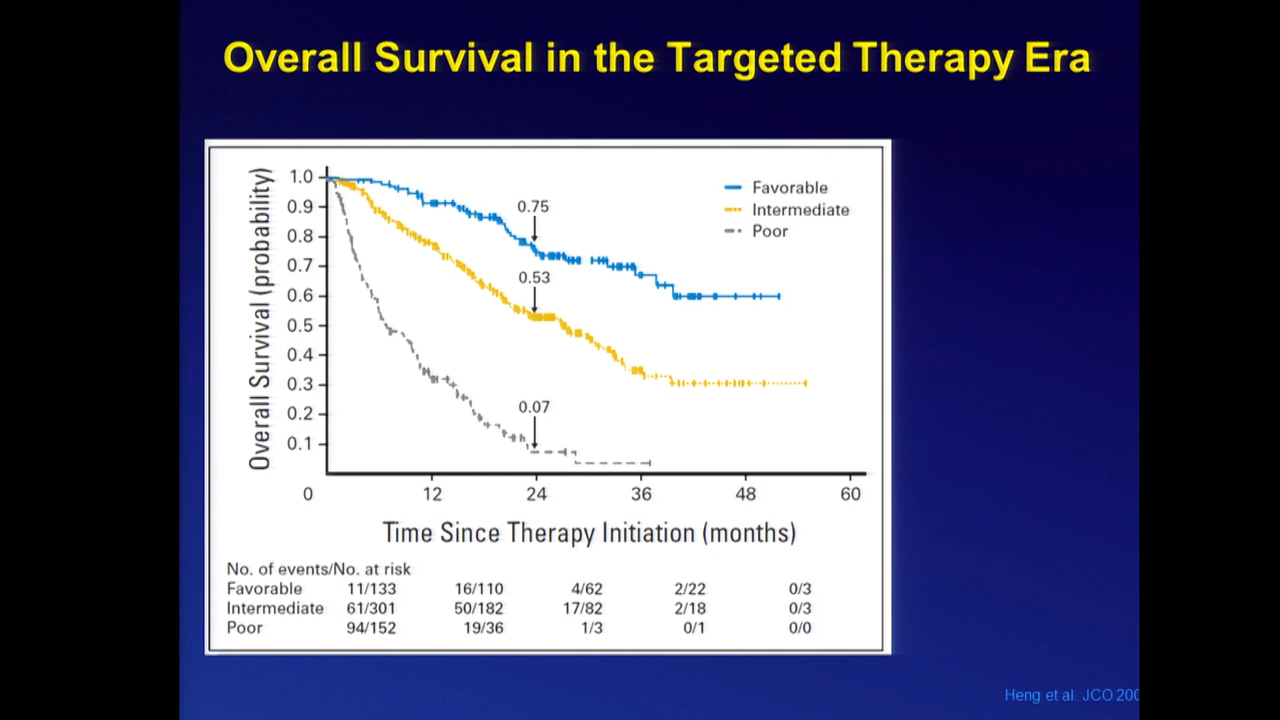 Overall Survival in the Targeted Therapy Era
Overall Survival (probability)
1.0
0.9
0.8
0.7
0.6
0.5
0.4
0.3
0.2
0.1
0.75
0.53
0.07
Favorable
Intermediate
Poor
0 12 24 36 48 60
Time Since Therapy Initiation (months)
No. of events/No. at risk
Favorable 11/133 16/110 4/62 2/22 0/3
Intermediate 61/301 50/182 17/82 2/18 0/3
Poor 94/152 19/36 1/3 0/1 0/0
Heng et al. JCO